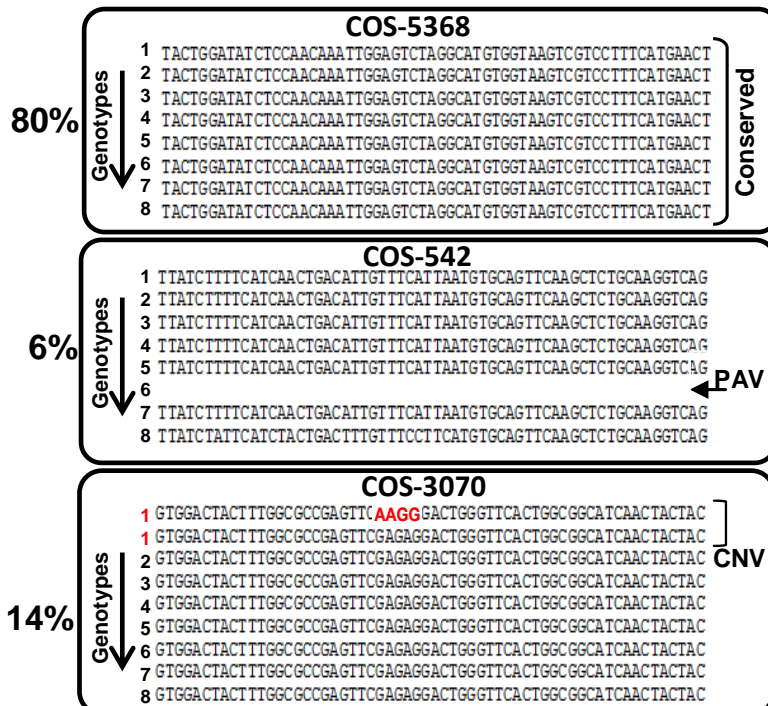 COS-5368
80%
Genotypes
1 TACTGGATATCTCCAACAAATTGGAGTCTAGGCATGTGGTAAGTCGTCCTTTCATGAACT
2 TACTGGATATCTCCAACAAATTGGAGTCTAGGCATGTGGTAAGTCGTCCTTTCATGAACT
3 TACTGGATATCTCCAACAAATTGGAGTCTAGGCATGTGGTAAGTCGTCCTTTCATGAACT
4 TACTGGATATCTCCAACAAATTGGAGTCTAGGCATGTGGTAAGTCGTCCTTTCATGAACT
5 TACTGGATATCTCCAACAAATTGGAGTCTAGGCATGTGGTAAGTCGTCCTTTCATGAACT
6 TACTGGATATCTCCAACAAATTGGAGTCTAGGCATGTGGTAAGTCGTCCTTTCATGAACT
7 TACTGGATATCTCCAACAAATTGGAGTCTAGGCATGTGGTAAGTCGTCCTTTCATGAACT
8 TACTGGATATCTCCAACAAATTGGAGTCTAGGCATGTGGTAAGTCGTCCTTTCATGAACT
Conserved
COS-542
6%
Genotypes
1 TTATCTTTTCATCAACTGACATTGTTTCATTAATGTGCAGTTCAAGCTCTGCAAGGTCAG
2 TTATCTTTTCATCAACTGACATTGTTTCATTAATGTGCAGTTCAAGCTCTGCAAGGTCAG
3 TTATCTTTTCATCAACTGACATTGTTTCATTAATGTGCAGTTCAAGCTCTGCAAGGTCAG
4 TTATCTTTTCATCAACTGACATTGTTTCATTAATGTGCAGTTCAAGCTCTGCAAGGTCAG
5 TTATCTTTTCATCAACTGACATTGTTTCATTAATGTGCAGTTCAAGCTCTGCAAGGTCAG
6
7 TTATCTTTTCATCAACTGACATTGTTTCATTAATGTGCAGTTCAAGCTCTGCAAGGTCAG
8 TTATCTATTCATCTACTGACTTTGTTTCCTTCATGTGCAGTTCAAGCTCTGCAAGGTCAG
PAV
COS-3070
14%
Genotypes
1 GTGGACTACTTTGGCGCCGAGTTCAAGGGACTGGGTTCACTGGCGGCATCAACTACTAC
1 GTGGACTACTTTGGCGCCGAGTTCGAGAGGACTGGGTTCACTGGCGGCATCAACTACTAC
2 GTGGACTACTTTGGCGCCGAGTTCGAGAGGACTGGGTTCACTGGCGGCATCAACTACTAC
3 GTGGACTACTTTGGCGCCGAGTTCGAGAGGACTGGGTTCACTGGCGGCATCAACTACTAC
4 GTGGACTACTTTGGCGCCGAGTTCGAGAGGACTGGGTTCACTGGCGGCATCAACTACTAC
5 GTGGACTACTTTGGCGCCGAGTTCGAGAGGACTGGGTTCACTGGCGGCATCAACTACTAC
6 GTGGACTACTTTGGCGCCGAGTTCGAGAGGACTGGGTTCACTGGCGGCATCAACTACTAC
7 GTGGACTACTTTGGCGCCGAGTTCGAGAGGACTGGGTTCACTGGCGGCATCAACTACTAC
8 GTGGACTACTTTGGCGCCGAGTTCGAGAGGACTGGGTTCACTGGCGGCATCAACTACTAC
CNV